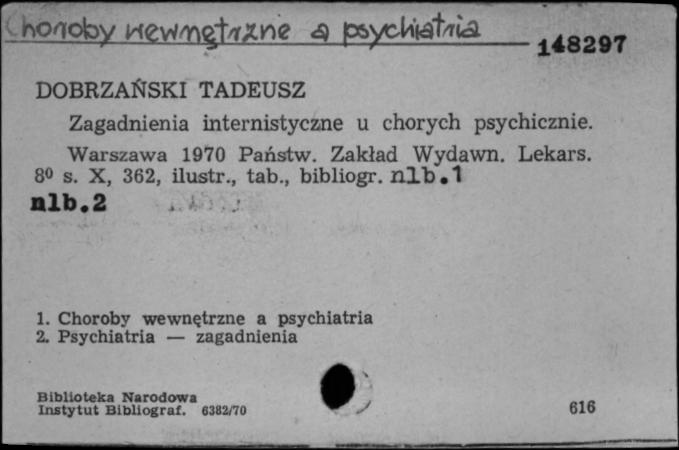 Choroby wewnętrzne a psychiatria
148297
DOBRZAŃSKI TADEUSZ
Zagadnienia internistyczne u chorych psychicznie.
Warszawa 1970 Państw. Zakład Wydawn. Lekars.
8⁰ s. X, 362, ilustr., tab., bibliogr. nlb.1
nlb.2
1. Choroby wewnętrzne a psychiatria
2. Psychiatria — zagadnienia
Biblioteka Narodowa
Instytut Bibliograf. 6382/70
616